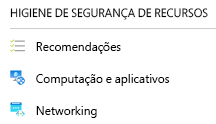 HIGIENE DE SEGURANÇA DE RECURSOS
Recomendações
Computação e aplicativos
Networking